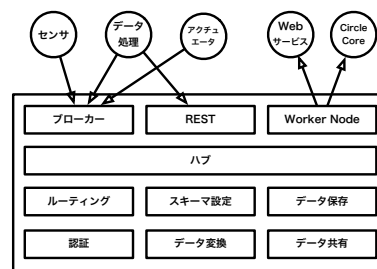 センサ
データ
処理
アクチュ
エータ
Web
サービス
Circle
Core
ブローカー
REST
Worker Node
ハブ
ルーティング
スキーマ設定
データ保存
認証
データ変換
データ共有